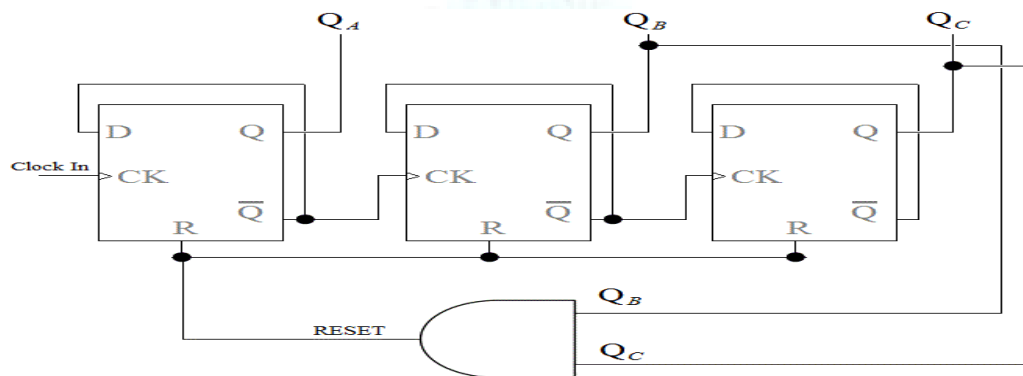 Q_A Q_B Q_C
D Q D Q D Q
Clock In CK CK CK
Q̅ Q̅ Q̅
R R R
Q_B
RESET
Q_C